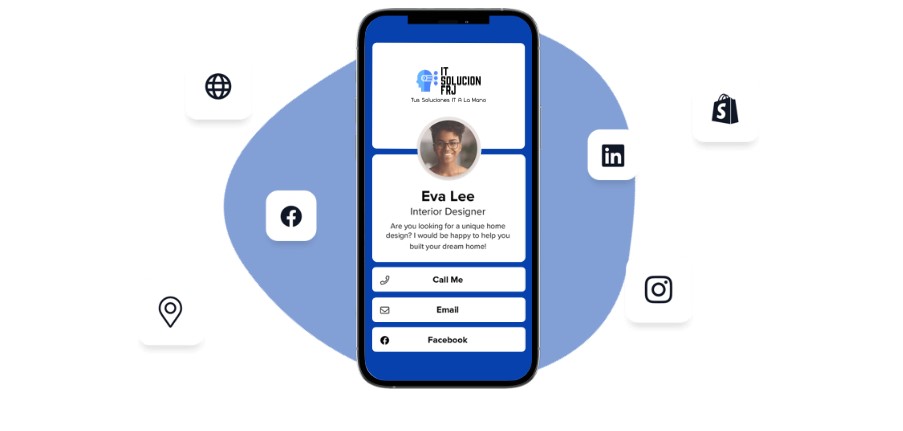 IT
SOLUCION
FRJ
Tus Soluciones IT A La Mano
Eva Lee
Interior Designer
Are you looking for a unique home
design? I would be happy to help you
built your dream home!
Call Me
Email
Facebook